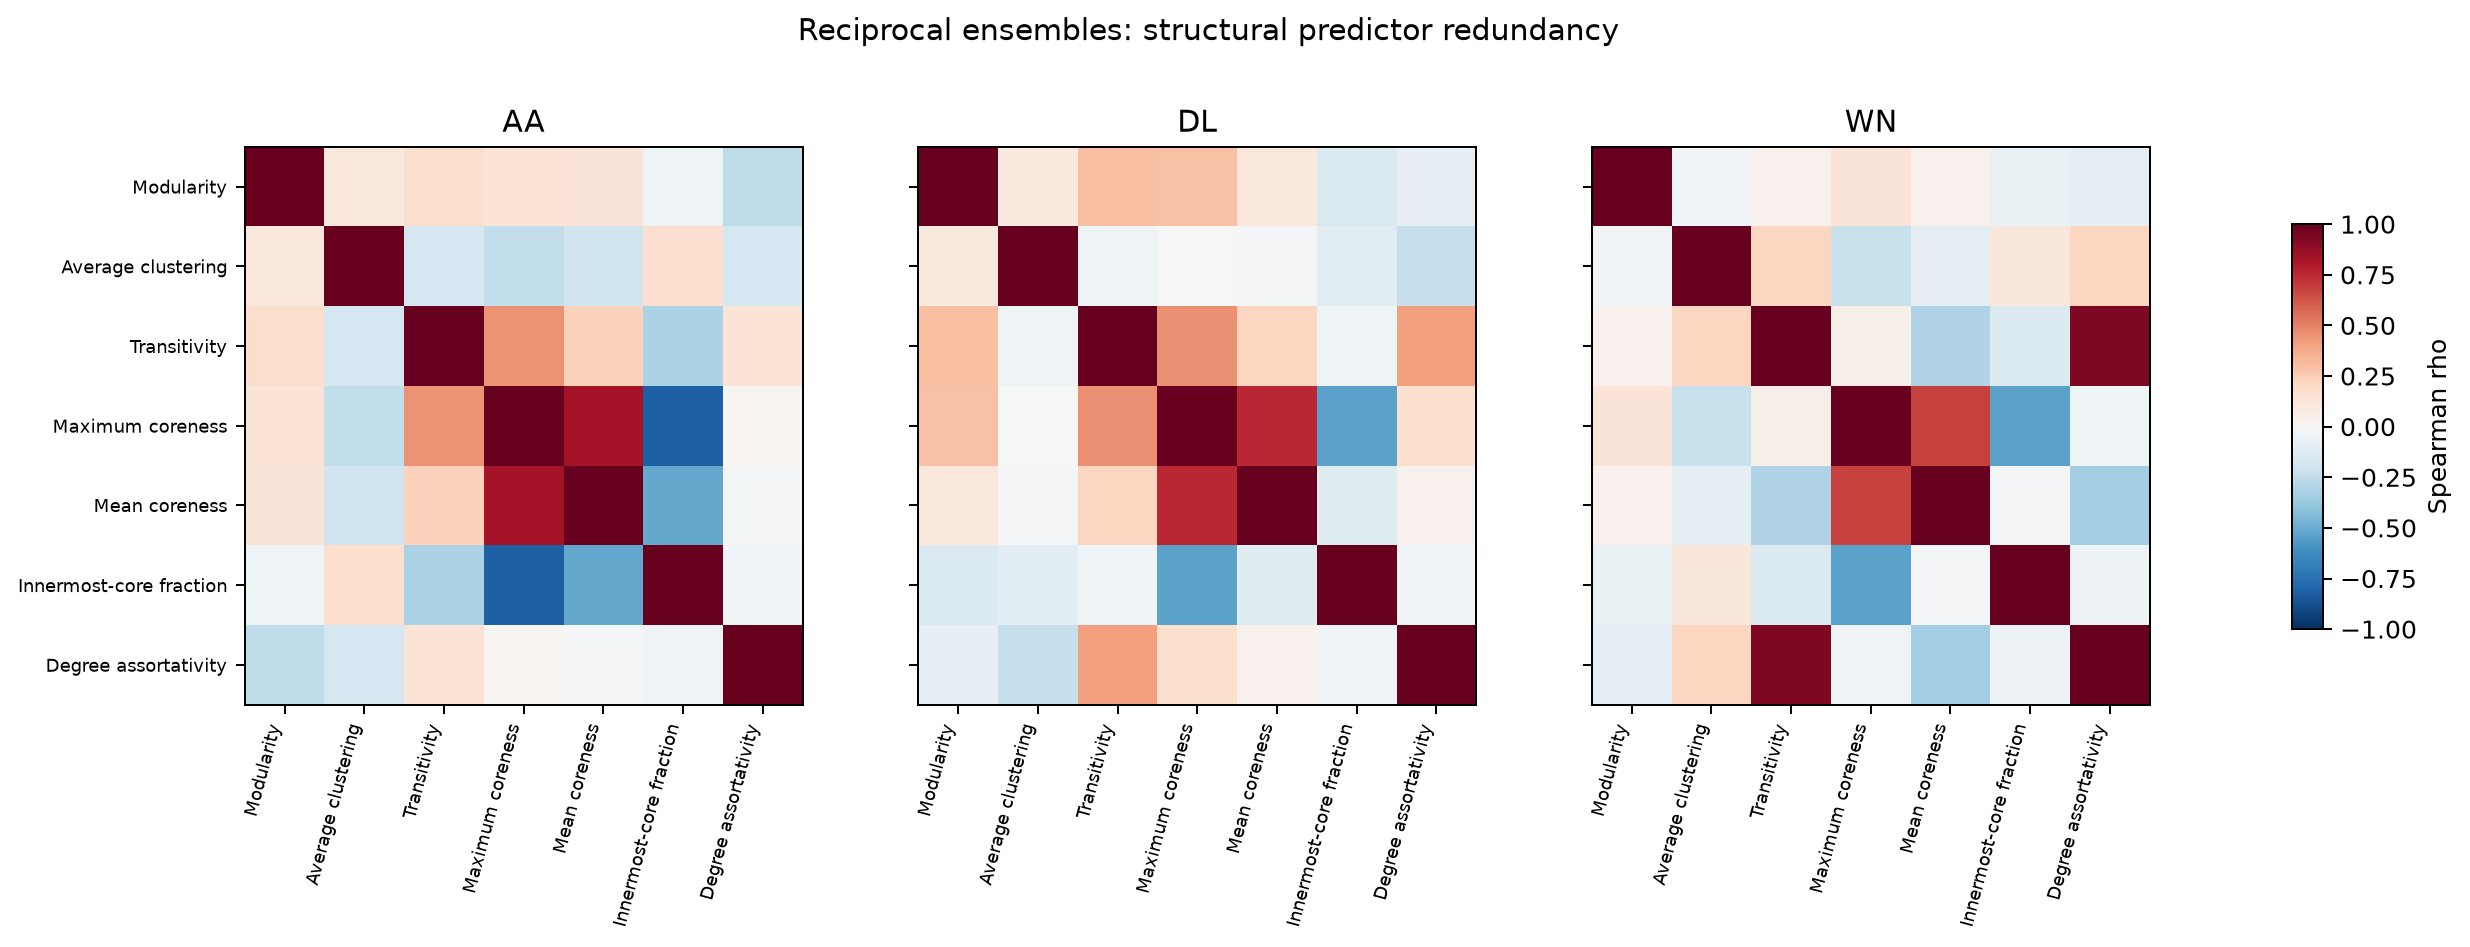 Reciprocal ensembles: structural predictor redundancy
AA
DL
WN
Modularity
Average clustering
Transitivity
Maximum coreness
Mean coreness
Innermost-core fraction
Degree assortativity
Modularity
Average clustering
Transitivity
Maximum coreness
Mean coreness
Innermost-core fraction
Degree assortativity
Modularity
Average clustering
Transitivity
Maximum coreness
Mean coreness
Innermost-core fraction
Degree assortativity
Modularity
Average clustering
Transitivity
Maximum coreness
Mean coreness
Innermost-core fraction
Degree assortativity
1.00
0.75
0.50
0.25
0.00
−0.25
−0.50
−0.75
−1.00
Spearman rho